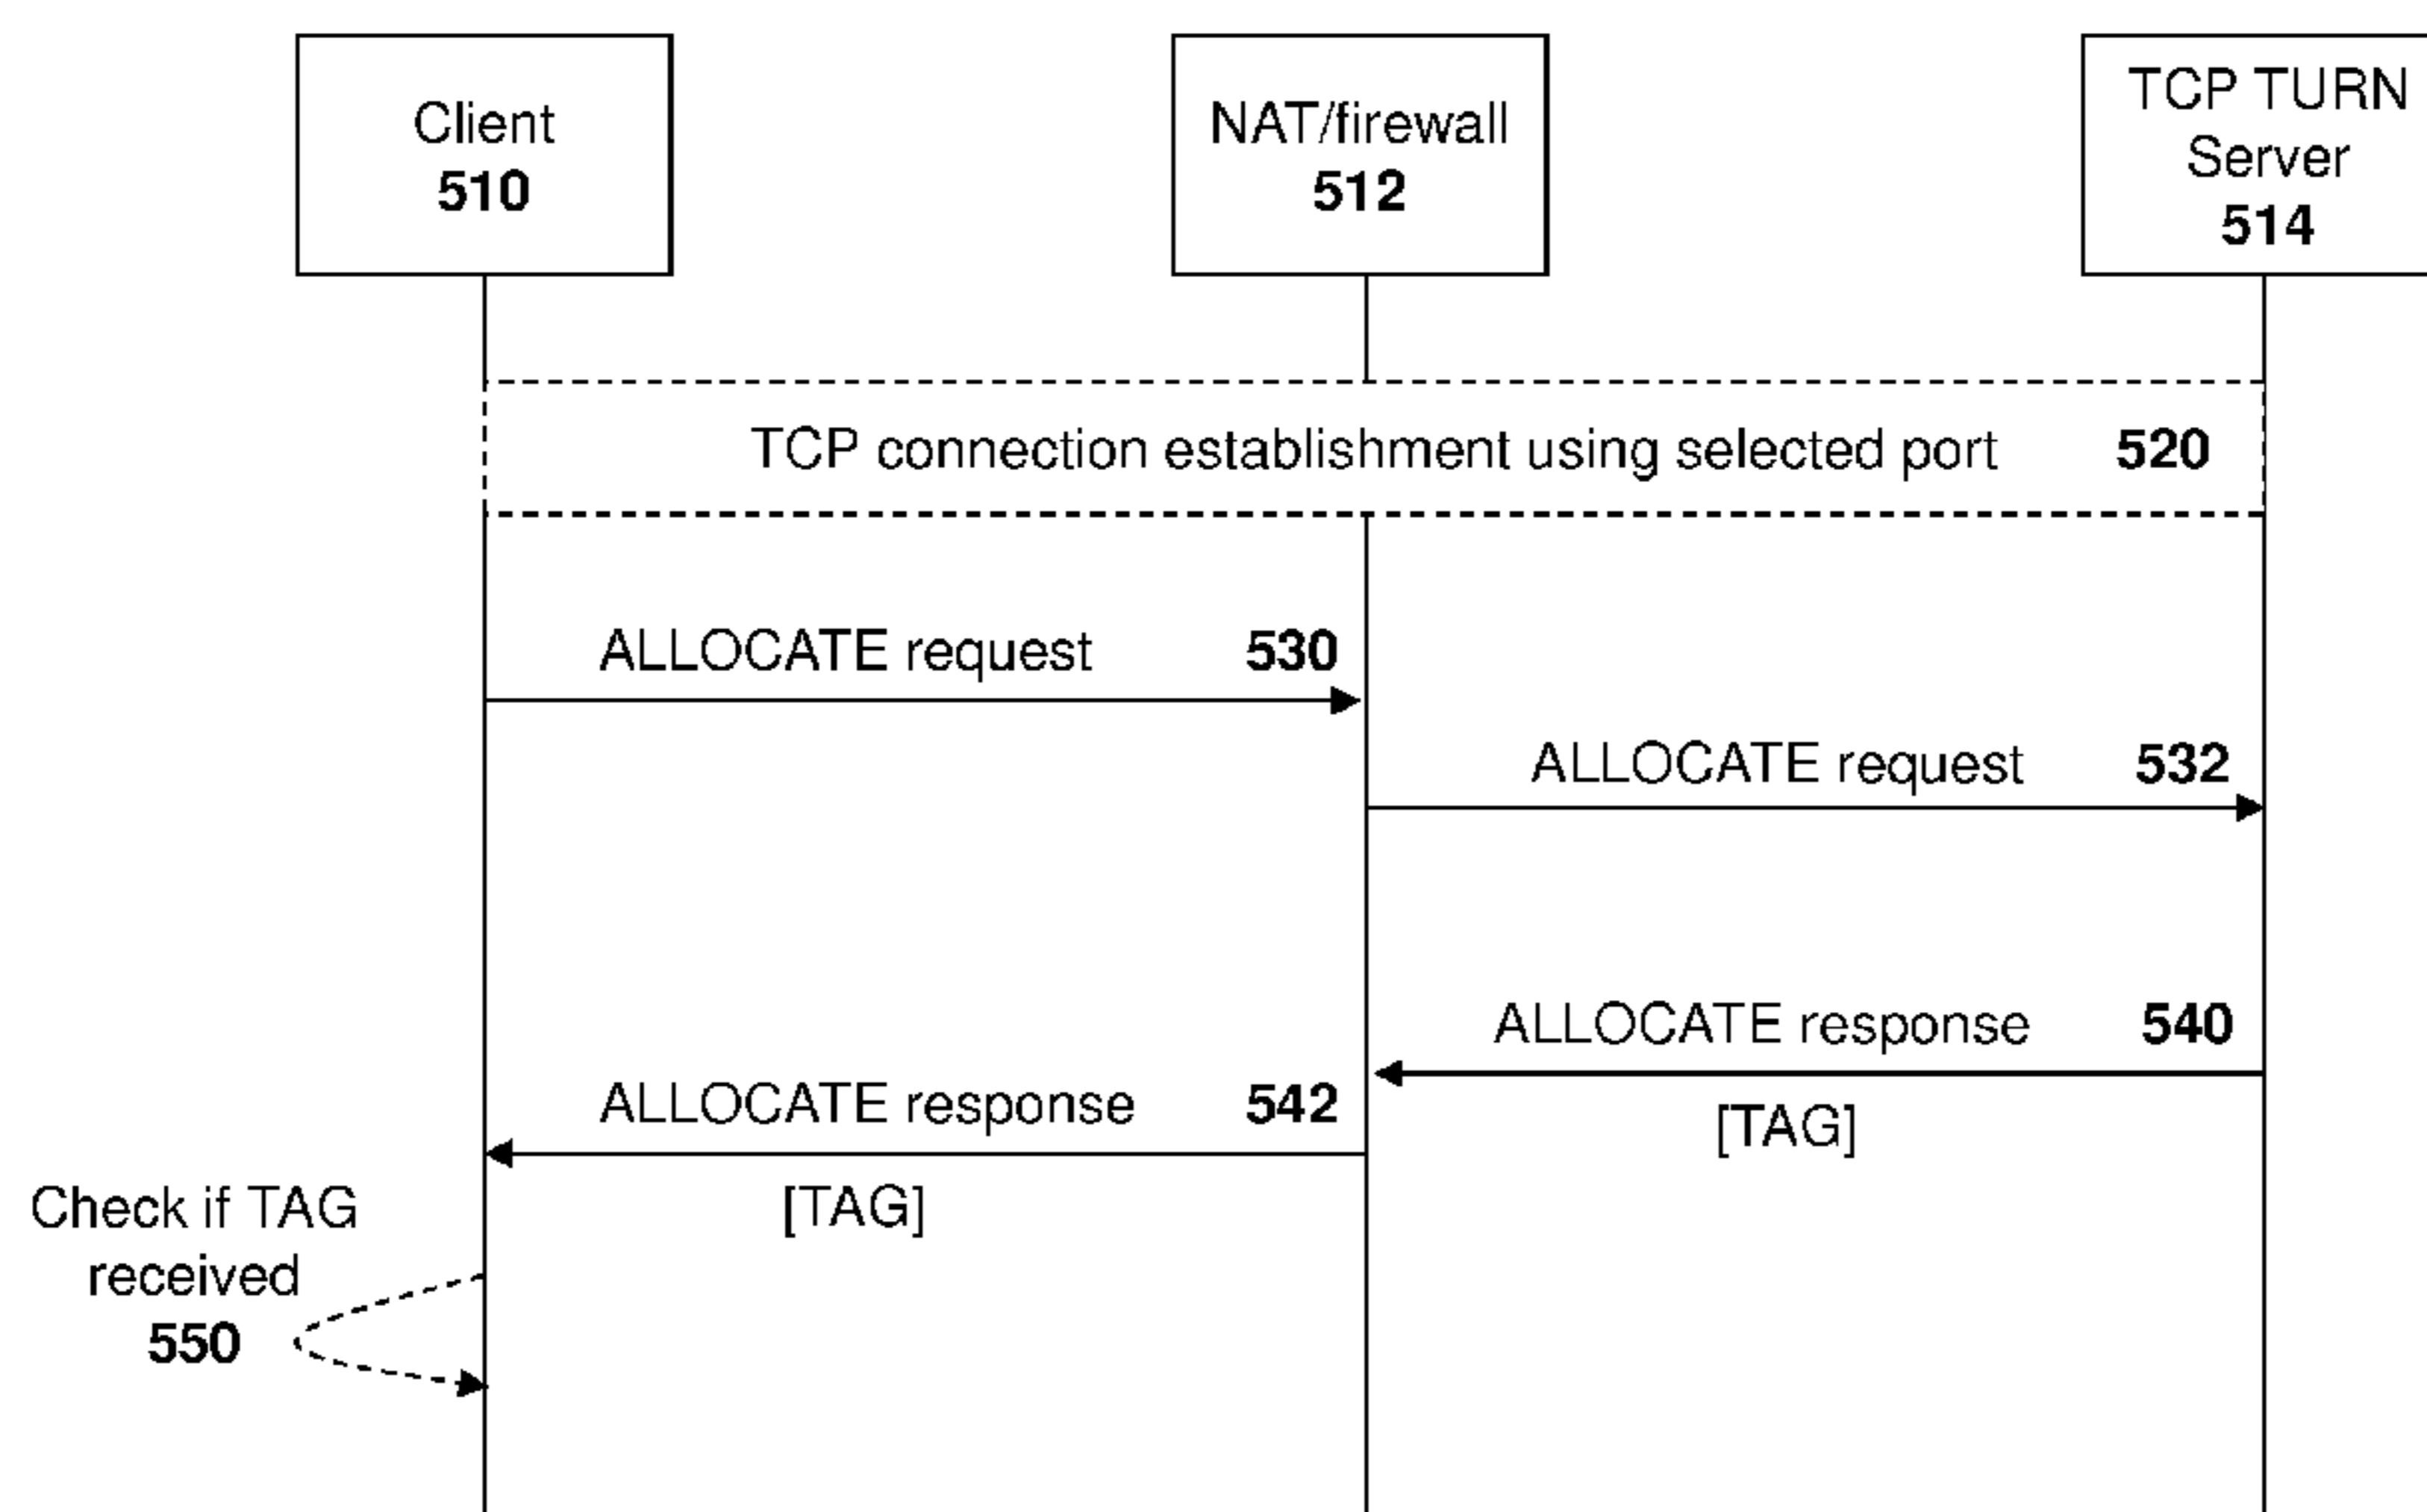 Client
510
NAT/firewall
512
TCP TURN
Server
514
TCP connection establishment using selected port 520
ALLOCATE request 530
ALLOCATE request 532
ALLOCATE response 540
[TAG]
ALLOCATE response 542
[TAG]
Check if TAG
received
550